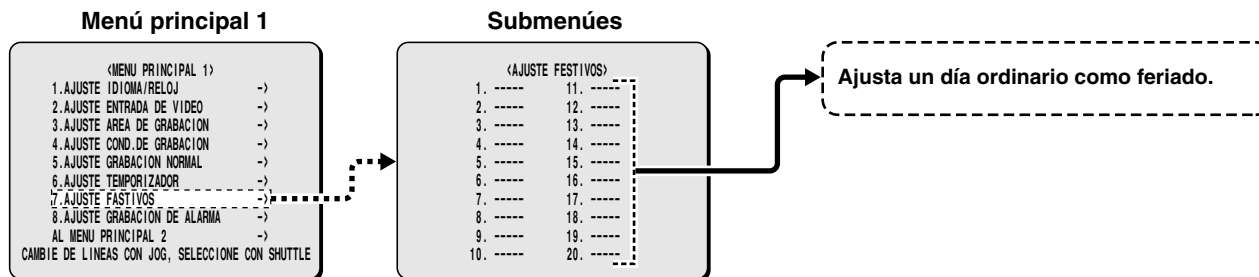 Menú principal 1
<MENU PRINCIPAL 1>
1.AJUSTE IDIOMA/RELOJ ->
2.AJUSTE ENTRADA DE VIDEO ->
3.AJUSTE AREA DE GRABACION ->
4.AJUSTE COND.DE GRABACION ->
5.AJUSTE GRABACION NORMAL ->
6.AJUSTE TEMPORIZADOR ->
7.AJUSTE FASTIVOS ->
8.AJUSTE GRABACION DE ALARMA ->
AL MENU PRINCIPAL 2 ->
CAMBIE DE LINEAS CON JOG, SELECCIONE CON SHUTTLE
Submenúes
<AJUSTE FESTIVOS>
1. ----- 11. -----
2. ----- 12. -----
3. ----- 13. -----
4. ----- 14. -----
5. ----- 15. -----
6. ----- 16. -----
7. ----- 17. -----
8. ----- 18. -----
9. ----- 19. -----
10. ----- 20. -----
Ajusta un día ordinario como feriado.